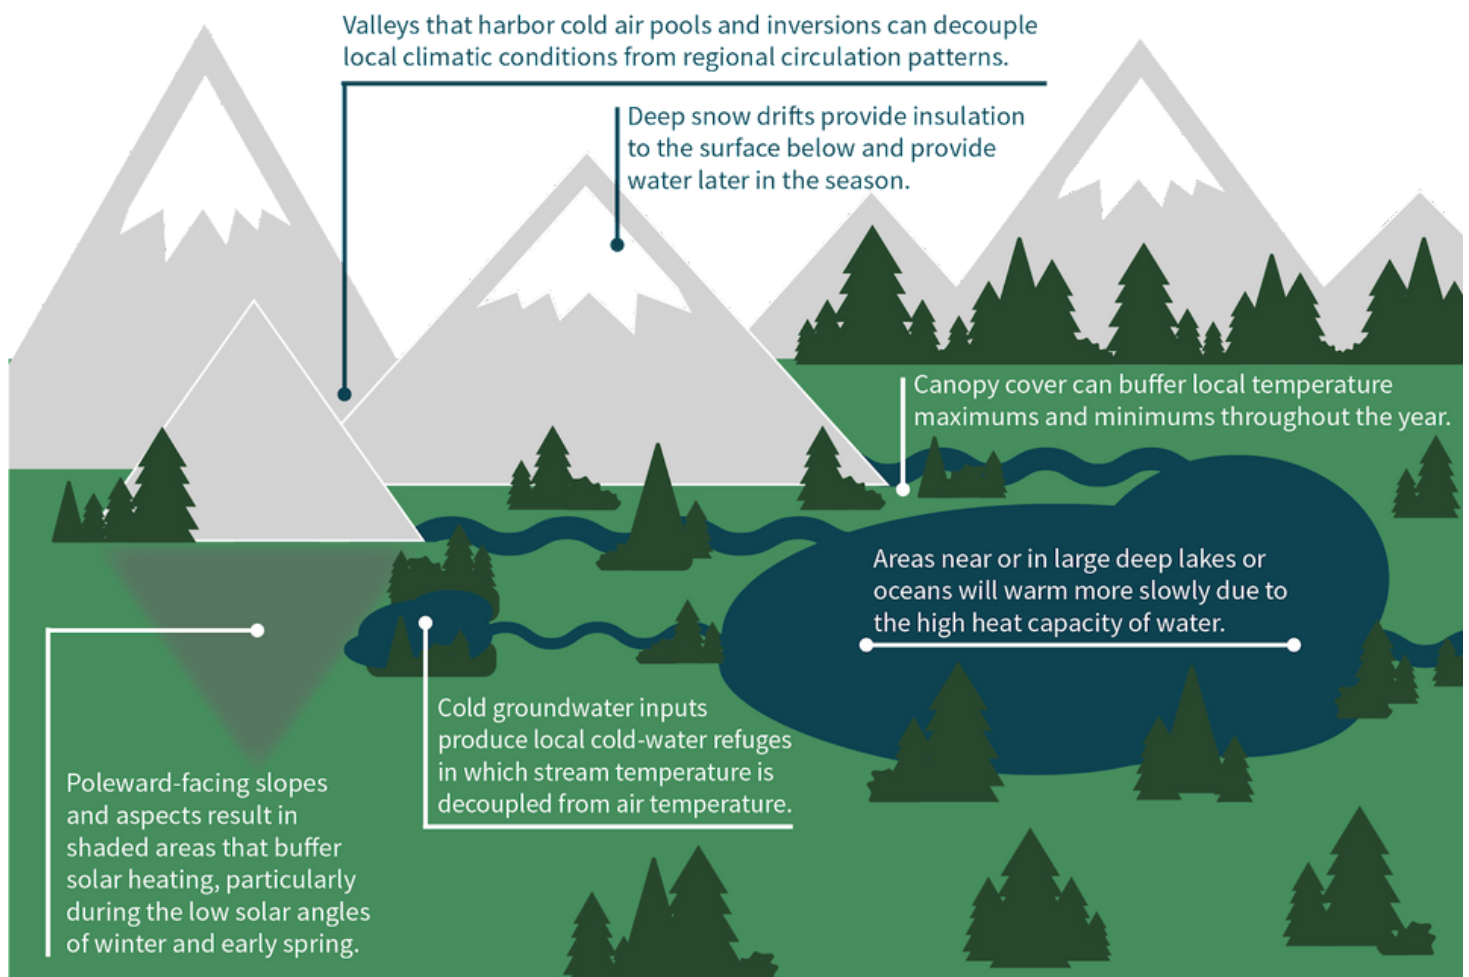 Valleys that harbor cold air pools and inversions can decouple
local climatic conditions from regional circulation patterns.
Deep snow drifts provide insulation
to the surface below and provide
water later in the season.
Canopy cover can buffer local temperature
maximums and minimums throughout the year.
Areas near or in large deep lakes or
oceans will warm more slowly due to
the high heat capacity of water.
Cold groundwater inputs
produce local cold-water refuges
in which stream temperature is
decoupled from air temperature.
Poleward-facing slopes
and aspects result in
shaded areas that buffer
solar heating, particularly
during the low solar angles
of winter and early spring.